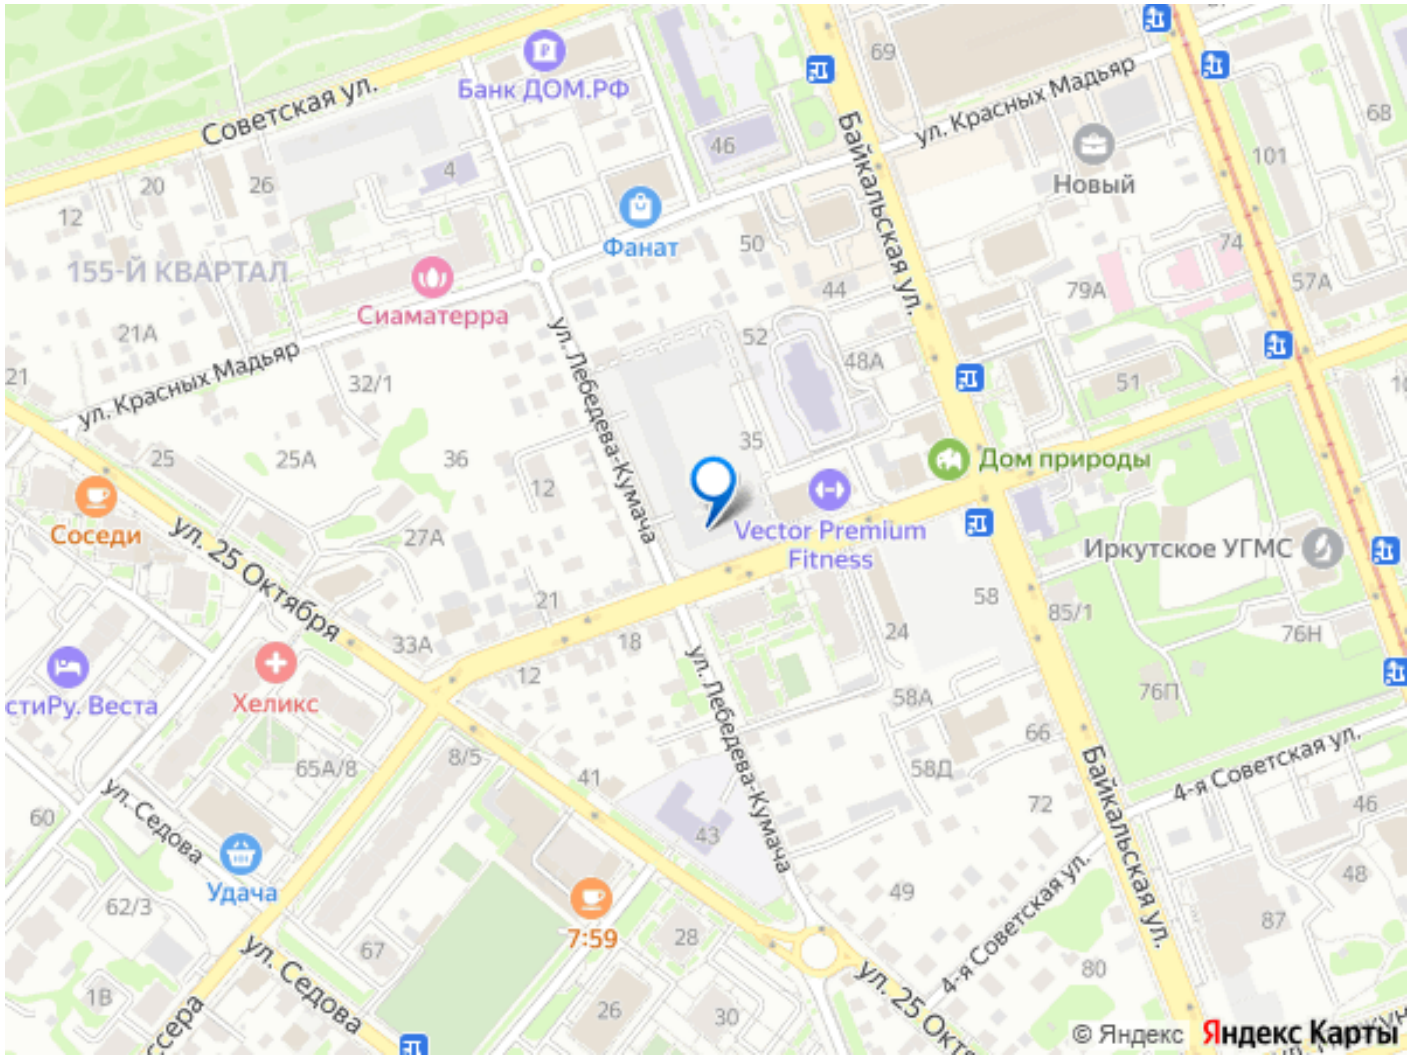 69
Банк ДОМ.РФ
Советская ул.
ул. Красных Мадьяр
Байкальская ул.
68
46
101
4
20
26
Новый
12
Фанат
50
74
155-Й КВАРТАЛ
44
79А
57А
Сиаматерра
21А
52
48А
ул. Лебедева-Кумача
ул. Красных Мадьяр
21
32/1
51
10
35
25
25А
36
12
Дом природы
Соседи
ул. 25 Октября
27А
Vector Premium
Fitness
Иркутское УГМС
21
58
85/1
33А
18
24
76Н
12
ул. Лебедева-Кумача
стиРу. Веста
Хеликс
58А
76П
66
Байкальская ул.
4-я Советская ул.
8/5
65А/8
41
58Д
72
46
ул. Седова
60
43
48
Удача
49
4-я Советская ул.
62/3
87
7:59
28
67
ул. Седова
80
1В
26
30
ул. 25 Окт
ссера
© Яндекс
Яндекс Карты